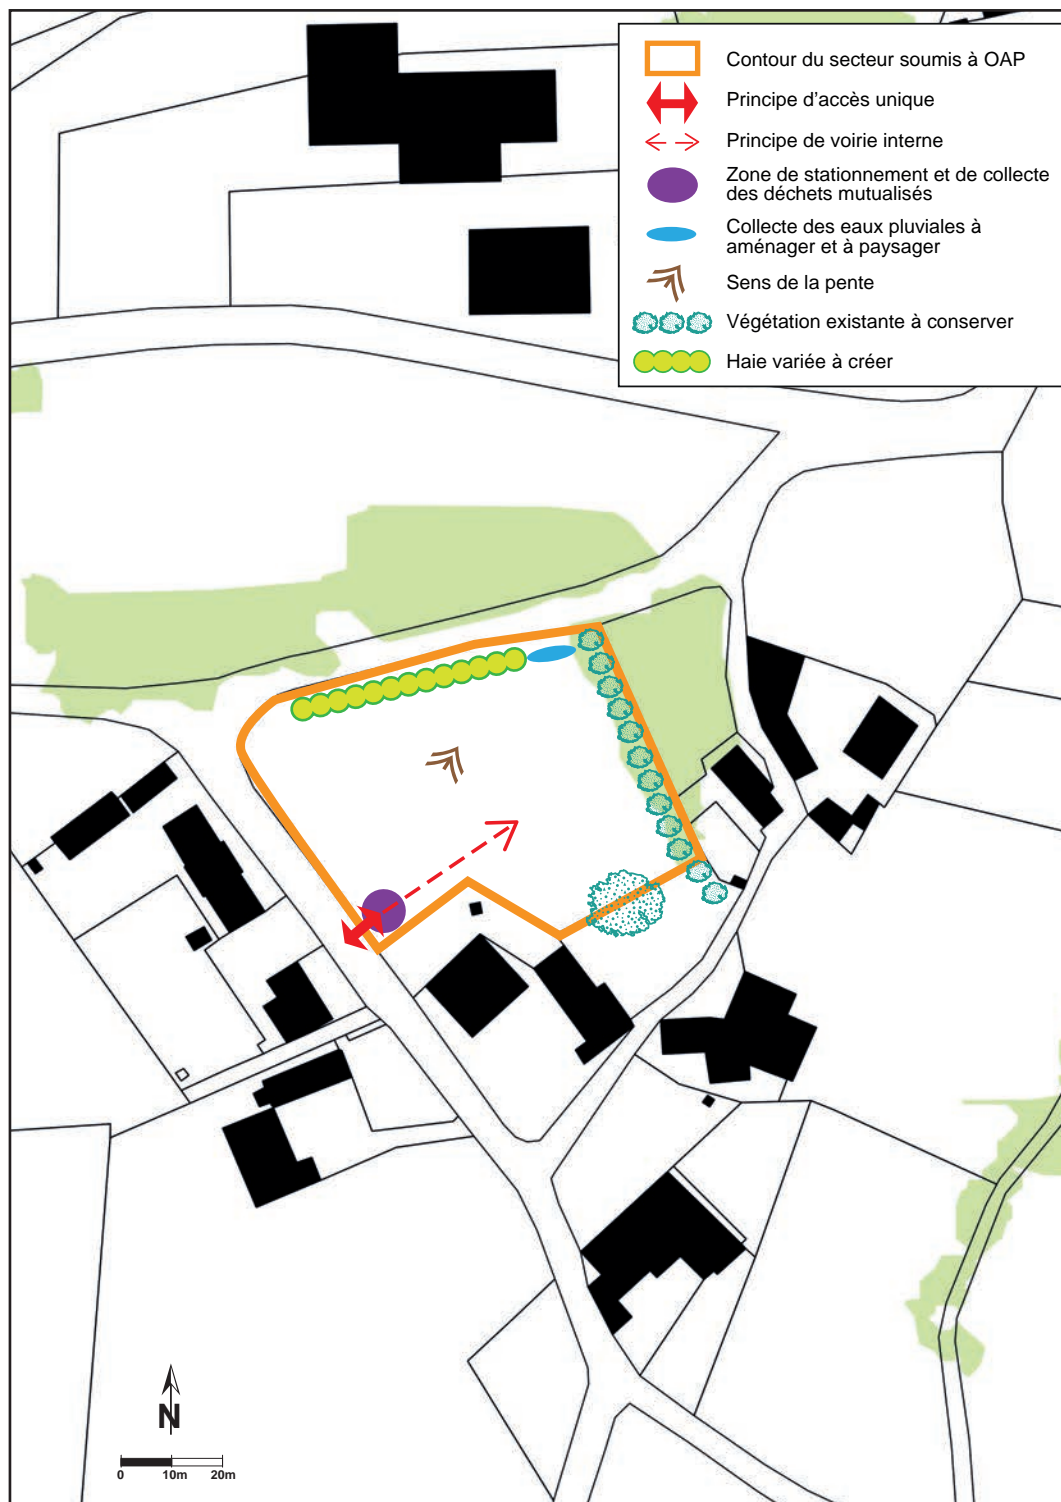 Contour du secteur soumis à OAP
Principe d'accès unique
Principe de voirie interne
Zone de stationnement et de collecte
des déchets mutualisés
Collecte des eaux pluviales à
aménager et à paysager
Sens de la pente
Végétation existante à conserver
Haie variée à créer
N
0 10m 20m